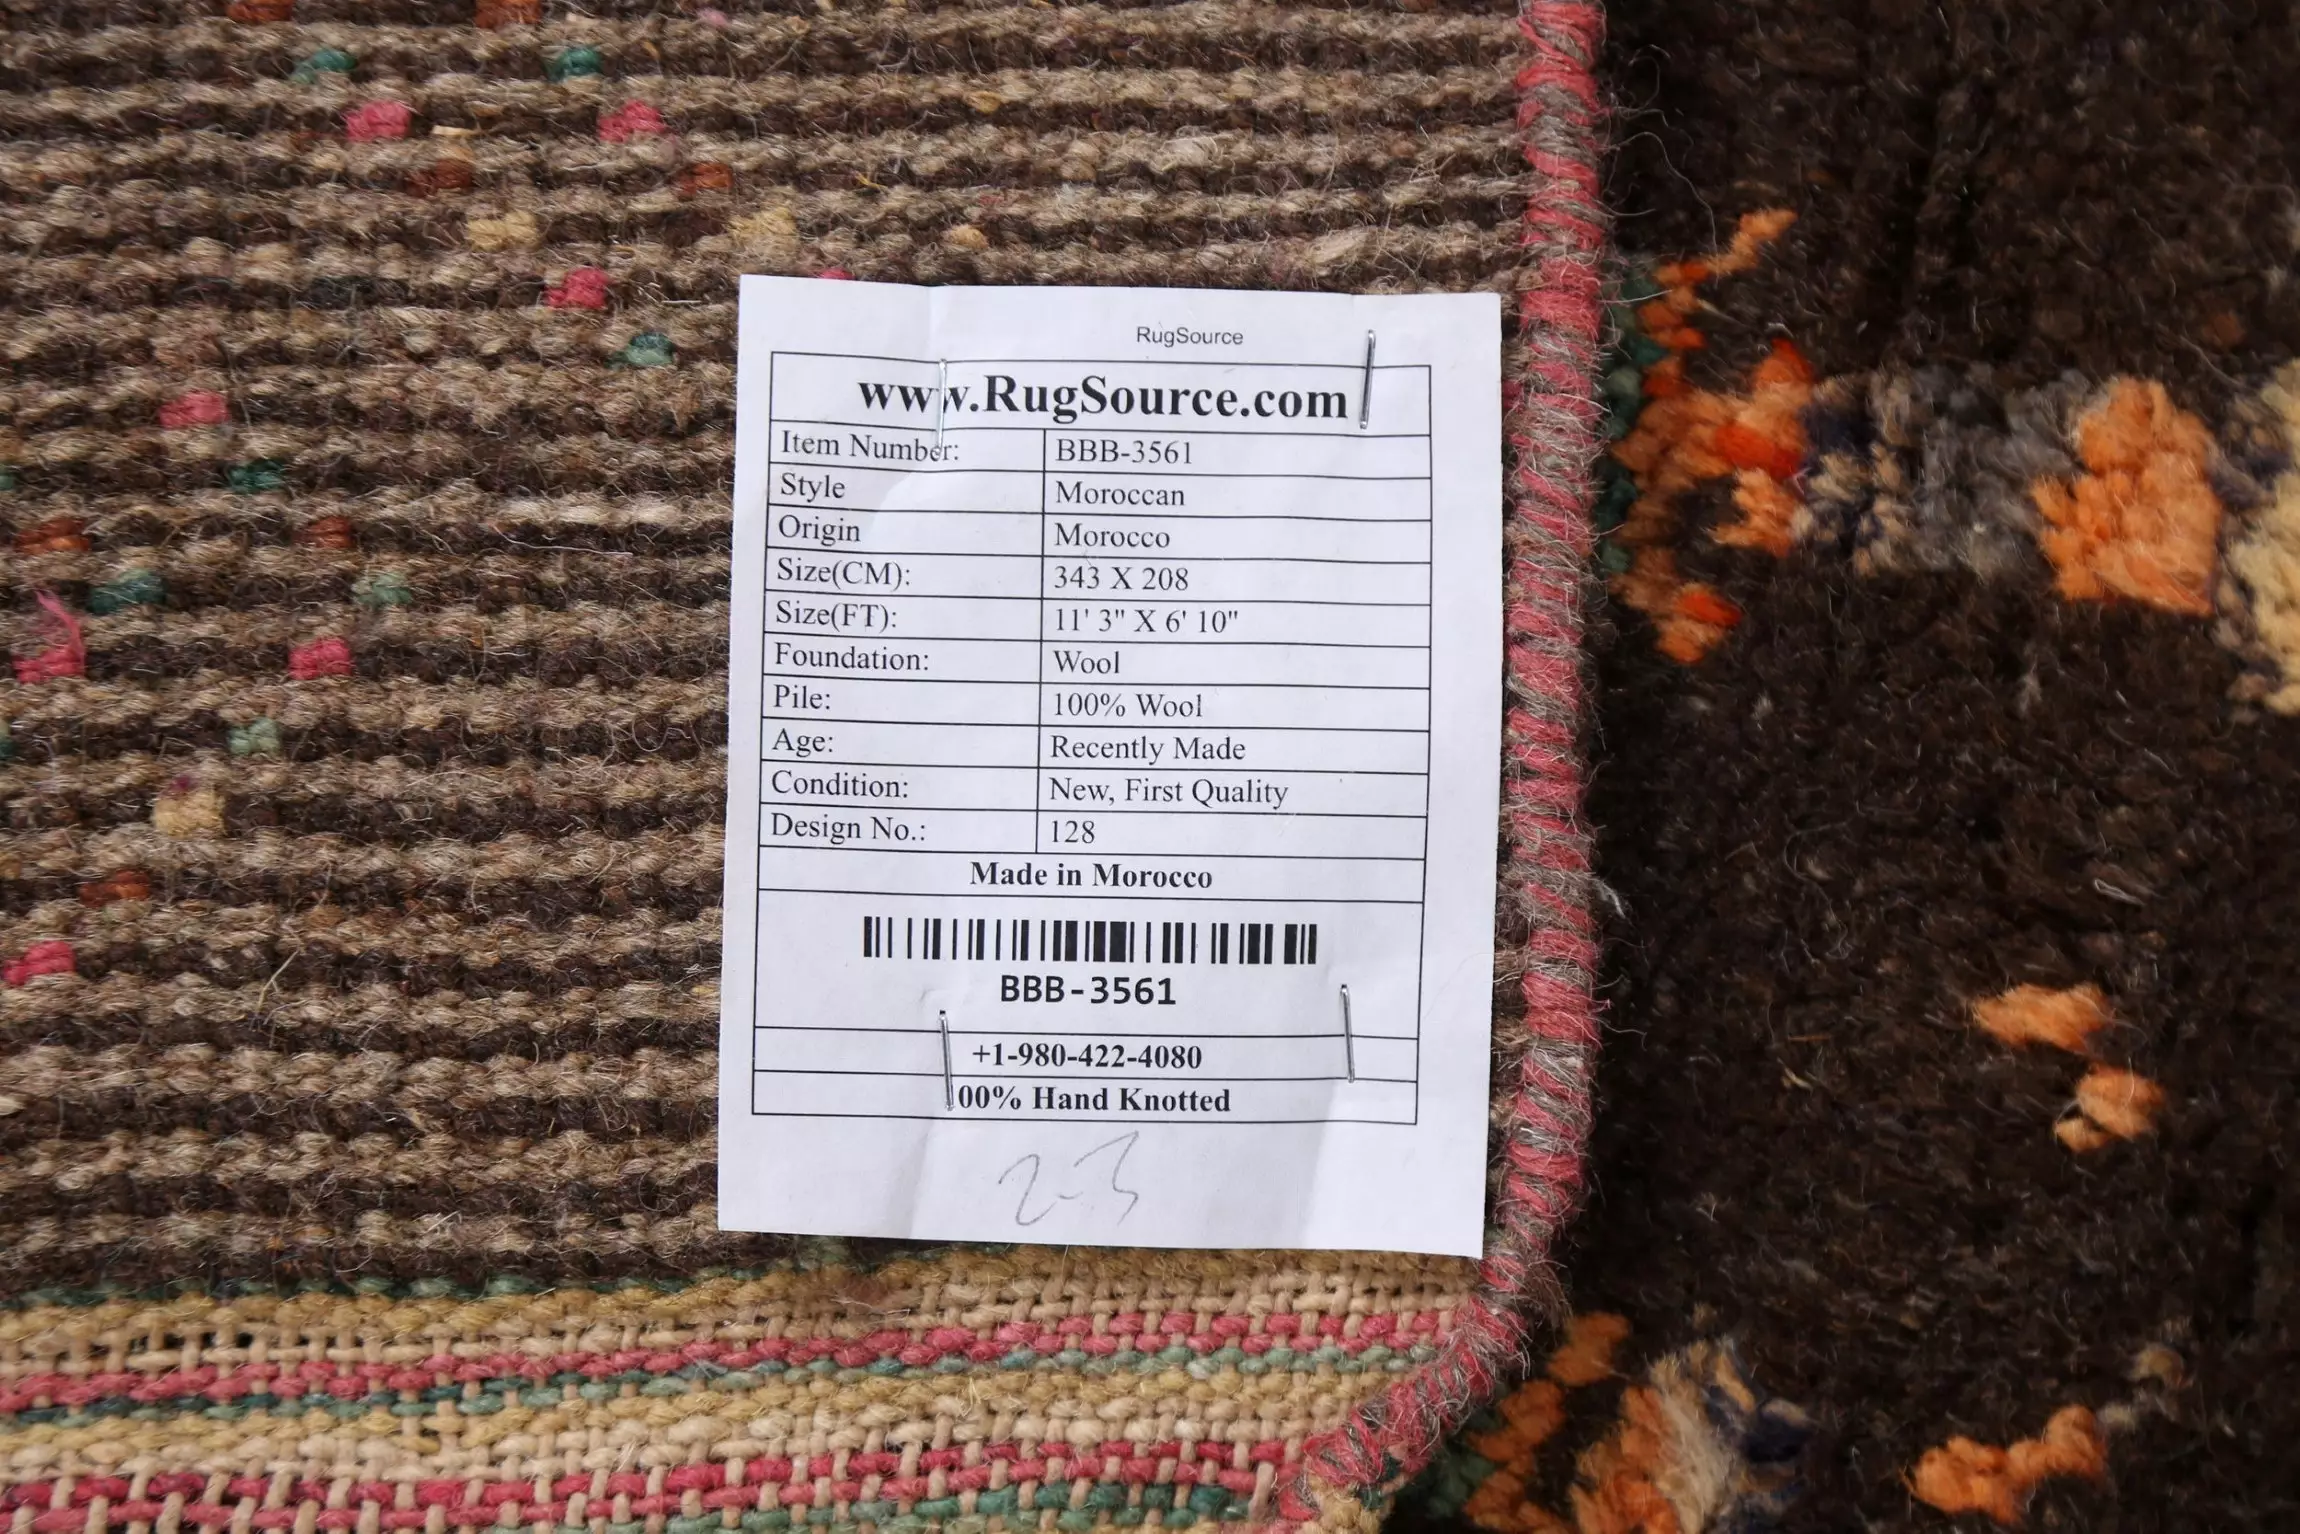 RugSource
www.RugSource.com
Item Number: BBB-3561
Style Moroccan
Origin Morocco
Size(CM): 343 X 208
Size(FT): 11' 3" X 6' 10"
Foundation: Wool
Pile: 100% Wool
Age: Recently Made
Condition: New, First Quality
Design No.: 128
Made in Morocco
BBB-3561
+1-980-422-4080
00% Hand Knotted
2-3